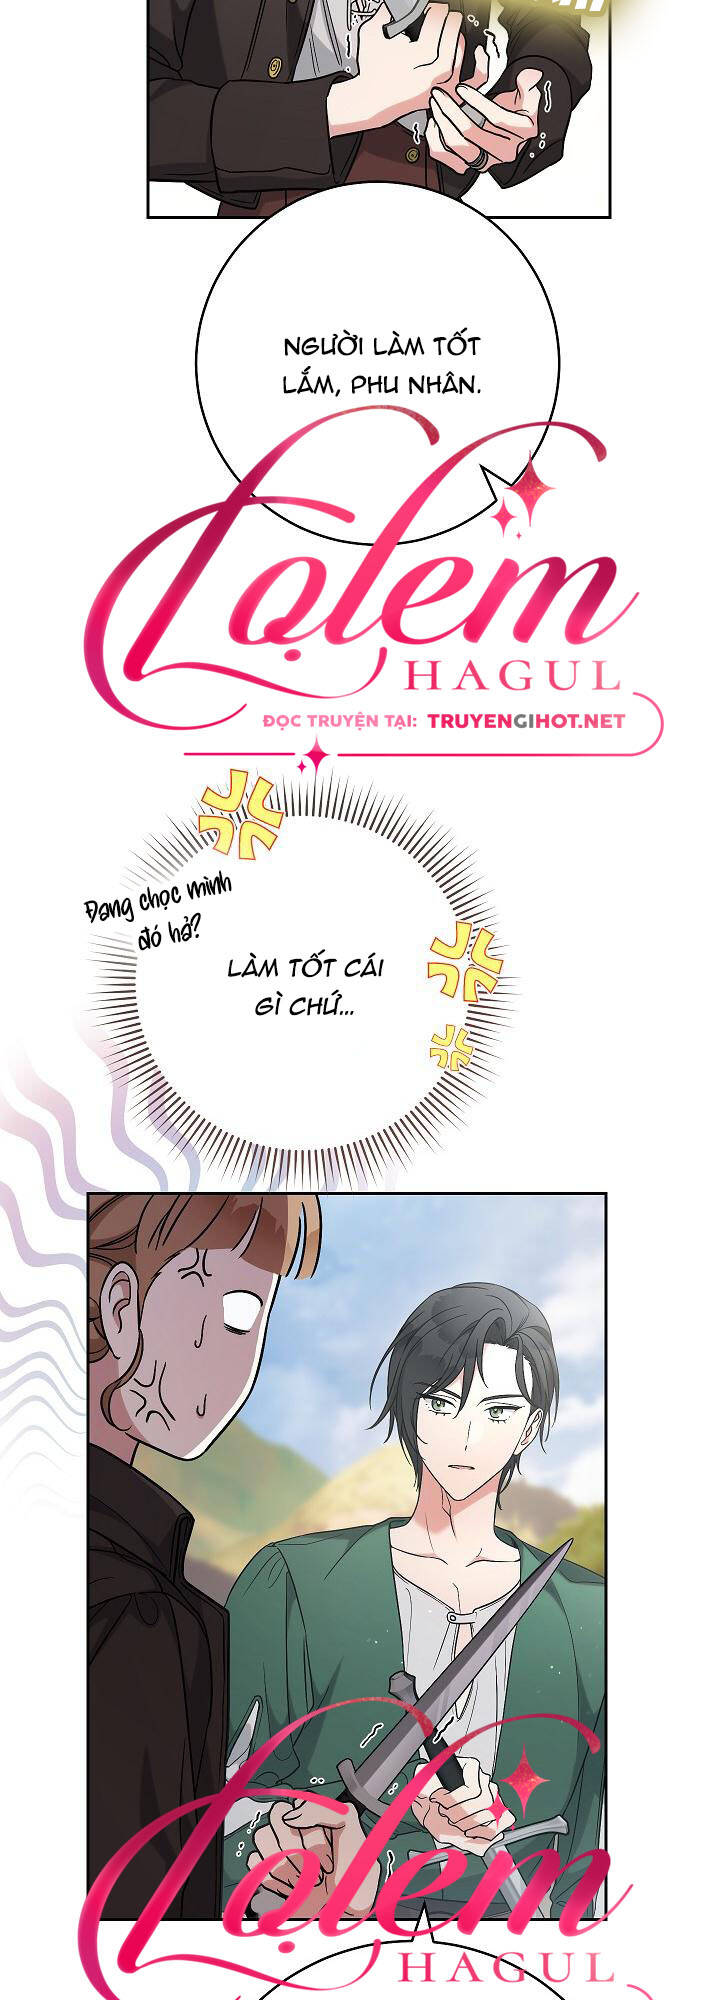 NGƯỜI LÀM TỐT
LẮM, PHU NHÂN.
Lọlem
HAGUL
ĐỌC TRUYỆN TẠI: TRUYENGIHOT.NET
Đang chọc mình
đó hả?
LÀM TỐT CÁI
GÌ CHỨ...
Lọlem
HAGUL